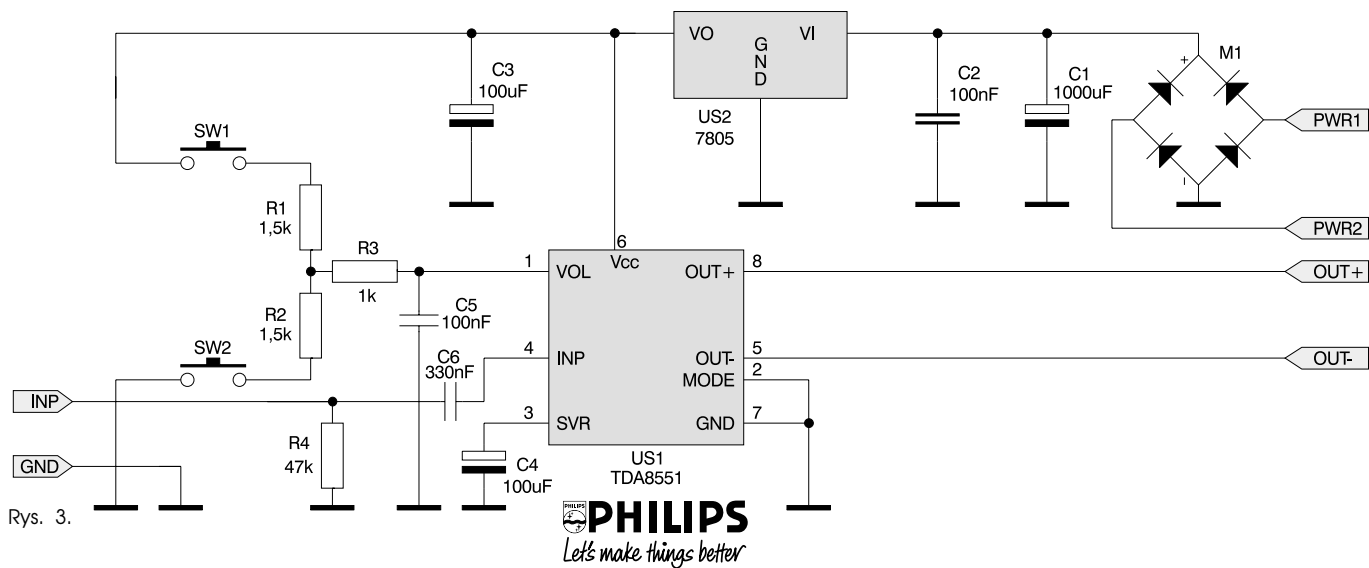 VO
GND
VI
US2
7805
C3
100uF
C2
100nF
C1
1000uF
+
M1
-
PWR1
PWR2
SW1
R1
1,5k
R3
1k
R2
1,5k
SW2
C5
100nF
C6
330nF
1
VOL
6
Vcc
OUT+
8
OUT+
4
INP
OUT-
5
OUT-
MODE
2
3
SVR
GND
7
US1
TDA8551
C4
100uF
INP
R4
47k
GND
Rys. 3.
PHILIPS
PHILIPS
Let's make things better